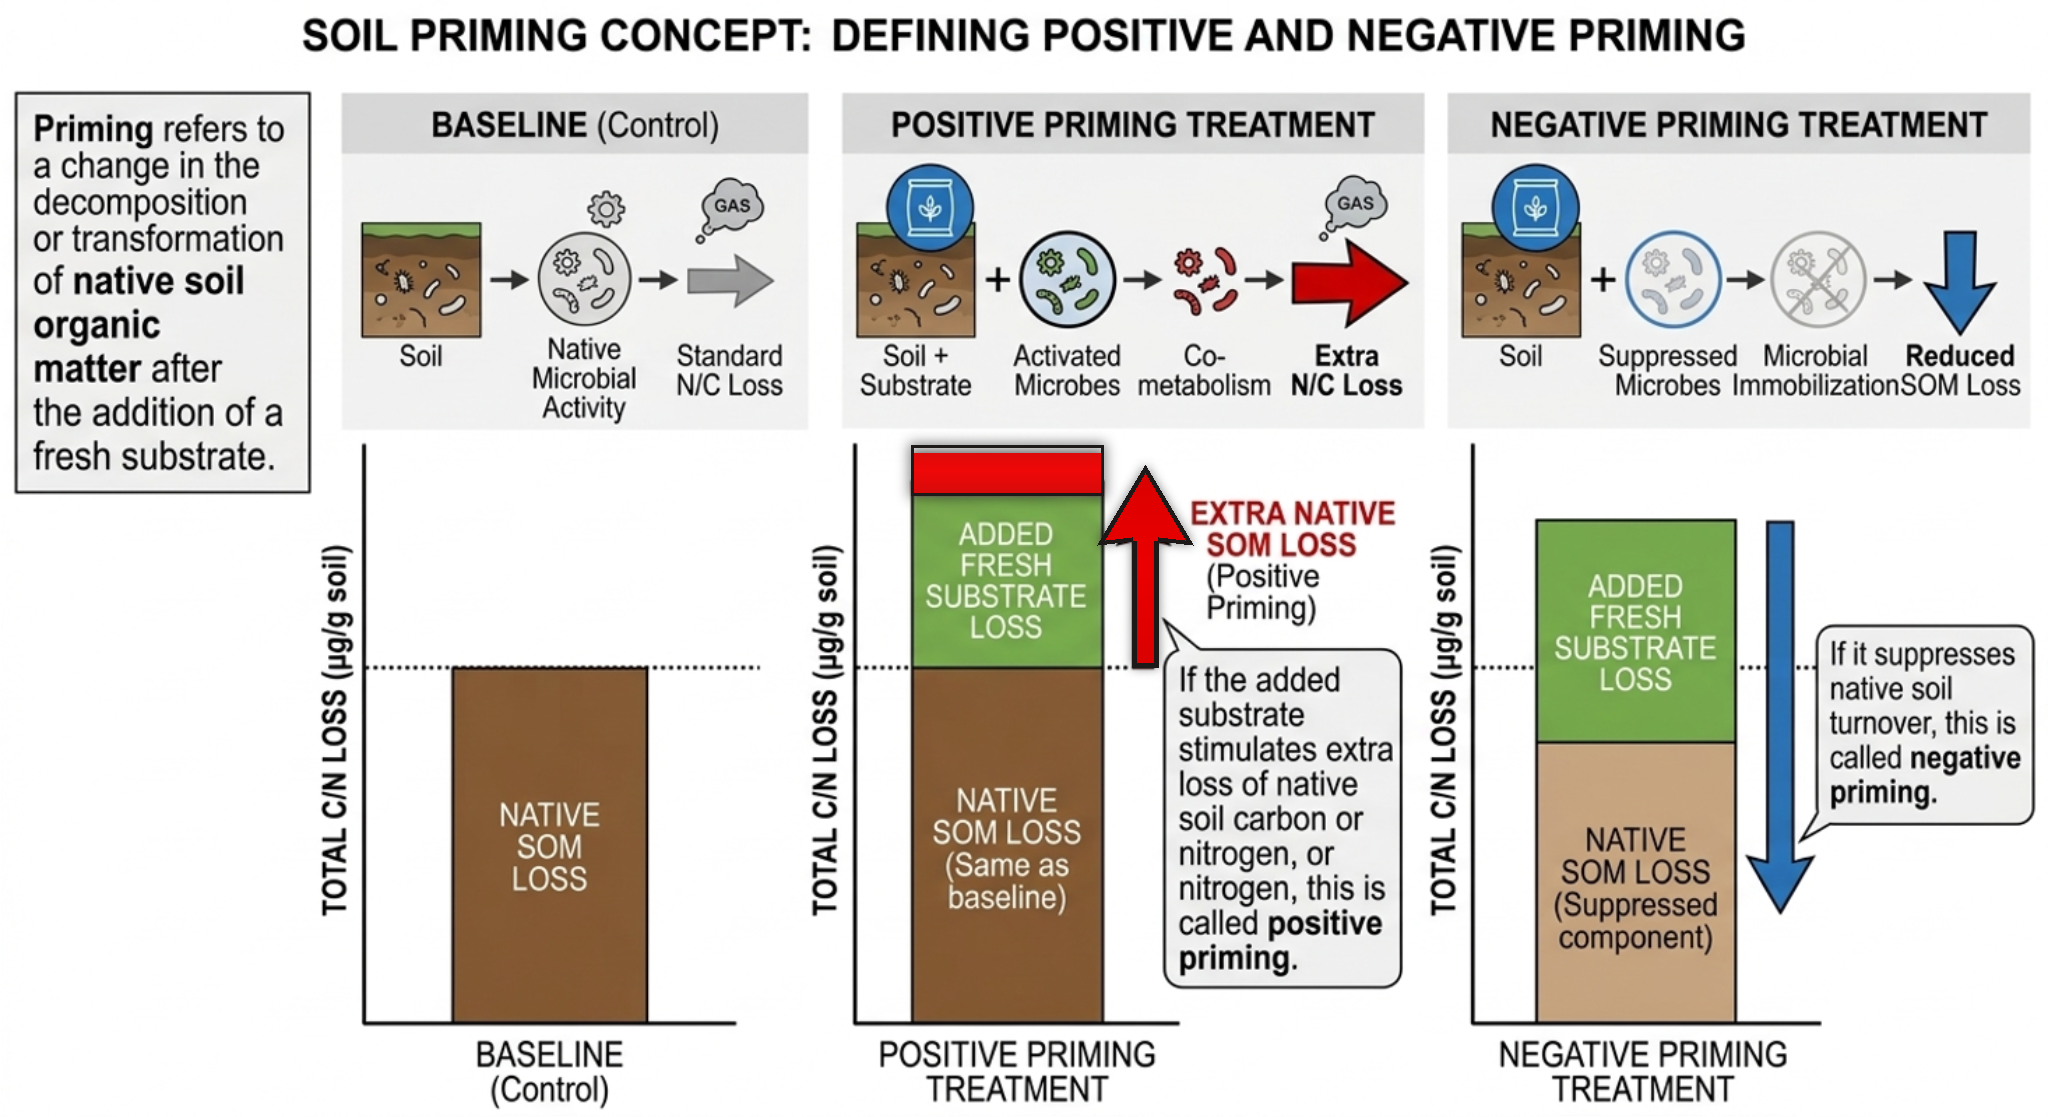 SOIL PRIMING CONCEPT: DEFINING POSITIVE AND NEGATIVE PRIMING
Priming refers to
a change in the
decomposition
or transformation
of native soil
organic
matter after
the addition of a
fresh substrate.
BASELINE (Control)
GAS
Soil
Native
Microbial
Activity
Standard
N/C Loss
POSITIVE PRIMING TREATMENT
GAS
Soil +
Substrate
+
Activated
Microbes
Co-
metabolism
Extra
N/C Loss
NEGATIVE PRIMING TREATMENT
Soil
+
Suppressed
Microbes
Microbial
Immobilization
Reduced
SOM Loss
TOTAL C/N LOSS (µg/g soil)
NATIVE
SOM
LOSS
BASELINE
(Control)
TOTAL C/N LOSS (µg/g soil)
ADDED
FRESH
SUBSTRATE
LOSS
NATIVE
SOM LOSS
(Same as
baseline)
EXTRA NATIVE
SOM LOSS
(Positive
Priming)
If the added
substrate
stimulates extra
loss of native
soil carbon or
nitrogen, or
nitrogen, this is
called positive
priming.
POSITIVE PRIMING
TREATMENT
TOTAL C/N LOSS (µg/g soil)
ADDED
FRESH
SUBSTRATE
LOSS
NATIVE
SOM LOSS
(Suppressed
component)
If it suppresses
native soil
turnover, this is
called negative
priming.
NEGATIVE PRIMING
TREATMENT